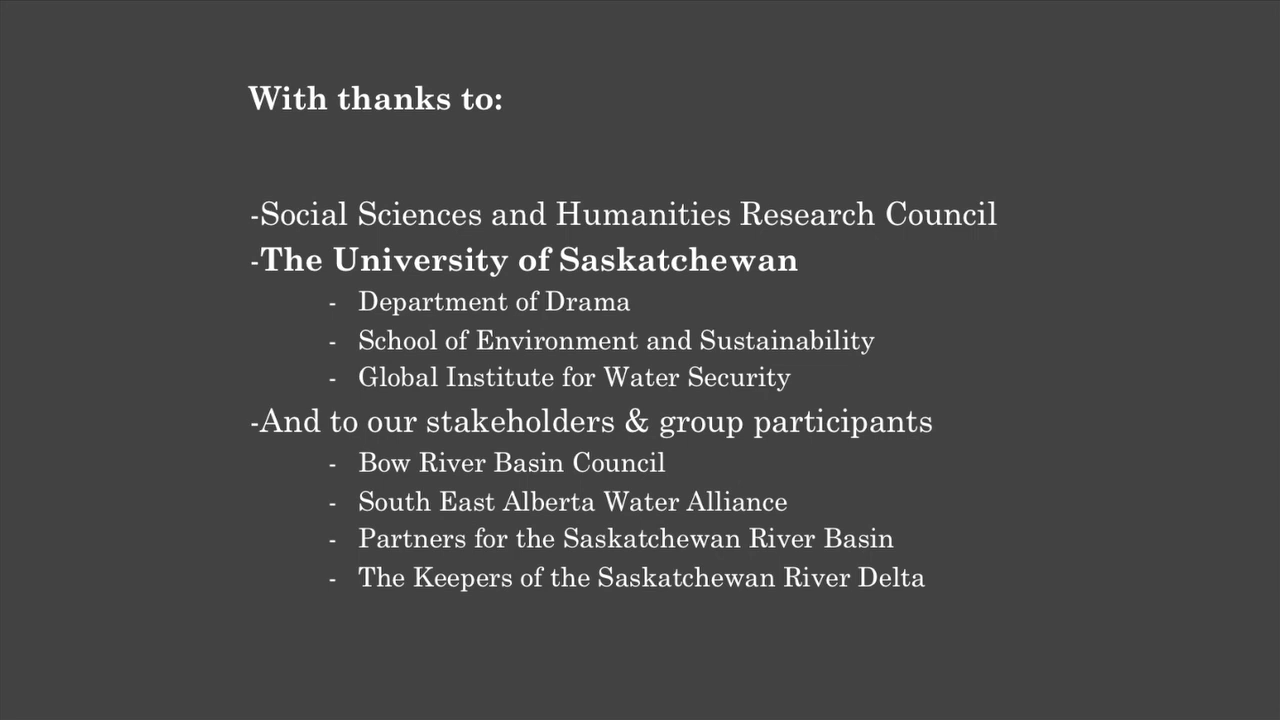 With thanks to:
-Social Sciences and Humanities Research Council
-The University of Saskatchewan
- Department of Drama
- School of Environment and Sustainability
- Global Institute for Water Security
-And to our stakeholders & group participants
- Bow River Basin Council
- South East Alberta Water Alliance
- Partners for the Saskatchewan River Basin
- The Keepers of the Saskatchewan River Delta